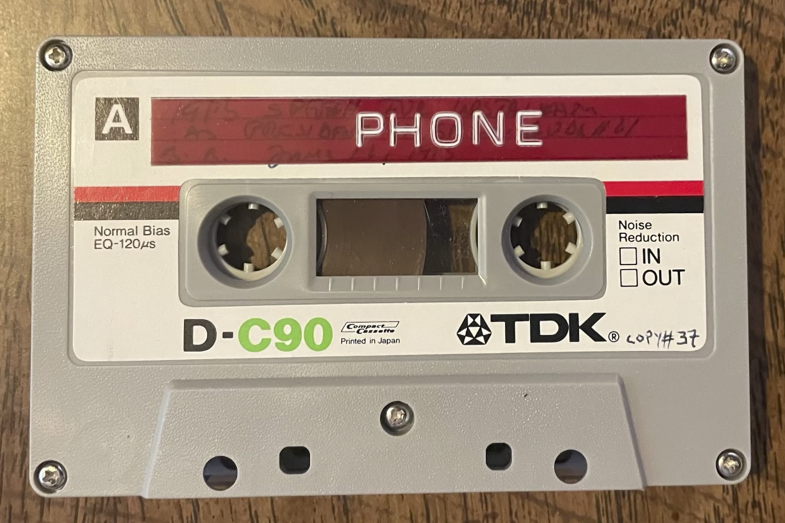 A
PHONE
Normal Bias
EQ-120µs
Noise
Reduction
IN
OUT
D-C90
Compact
Cassette
Printed in Japan
TDK®
COPY#37